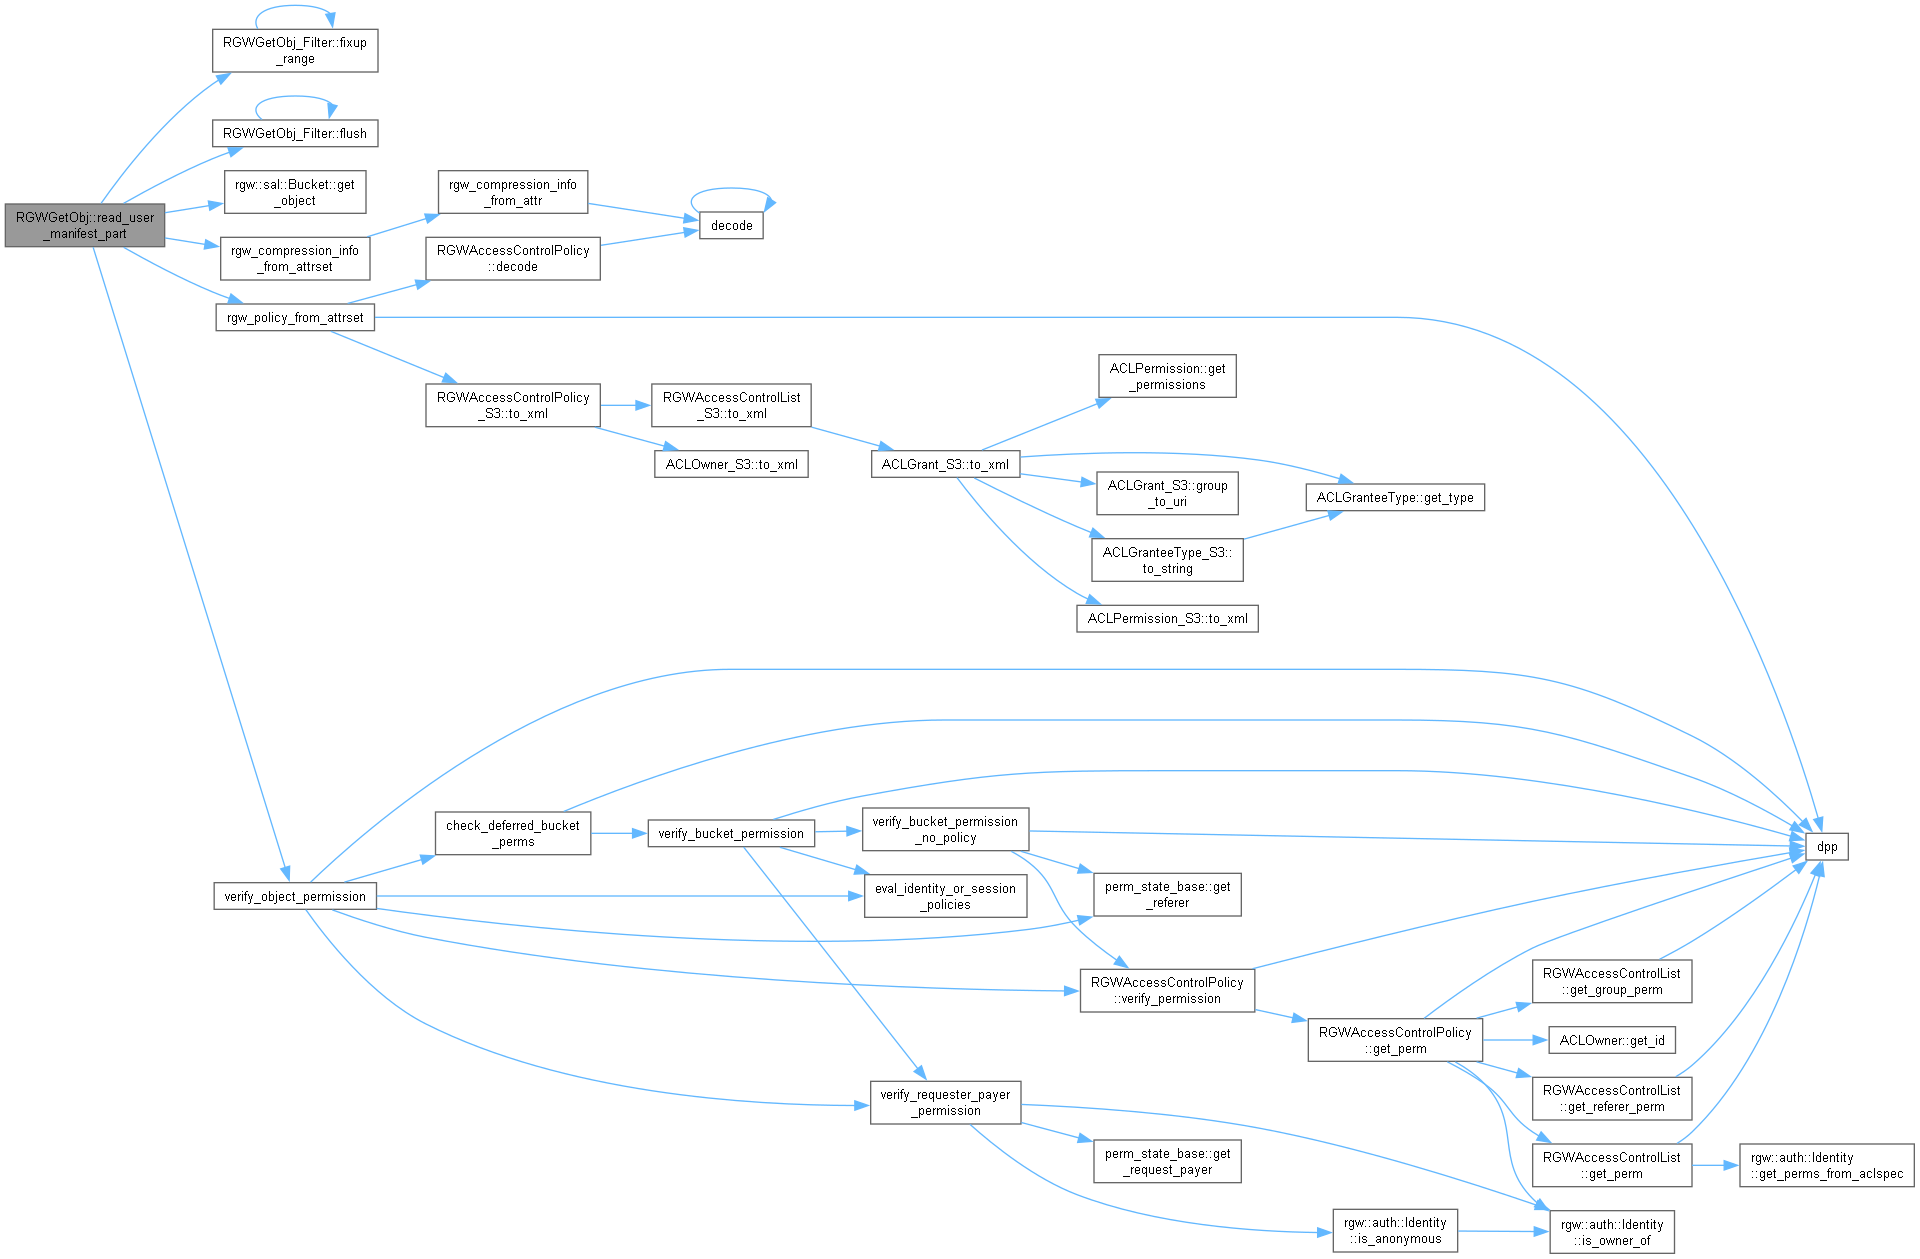 RGWGetObj::read_user
_manifest_part
RGWGetObj_Filter::fixup
_range
RGWGetObj_Filter::flush
rgw::sal::Bucket::get
_object
rgw_compression_info
_from_attrset
rgw_compression_info
_from_attr
decode
RGWAccessControlPolicy
::decode
rgw_policy_from_attrset
RGWAccessControlPolicy
_S3::to_xml
RGWAccessControlList
_S3::to_xml
ACLOwner_S3::to_xml
ACLGrant_S3::to_xml
ACLPermission::get
_permissions
ACLGrant_S3::group
_to_uri
ACLGranteeType::get_type
ACLGranteeType_S3::
to_string
ACLPermission_S3::to_xml
verify_object_permission
check_deferred_bucket
_perms
verify_bucket_permission
verify_bucket_permission
_no_policy
eval_identity_or_session
_policies
perm_state_base::get
_referer
RGWAccessControlPolicy
::verify_permission
dpp
RGWAccessControlPolicy
::get_perm
RGWAccessControlList
::get_group_perm
ACLOwner::get_id
RGWAccessControlList
::get_referer_perm
RGWAccessControlList
::get_perm
rgw::auth::Identity
::get_perms_from_aclspec
verify_requester_payer
_permission
perm_state_base::get
_request_payer
rgw::auth::Identity
::is_anonymous
rgw::auth::Identity
::is_owner_of